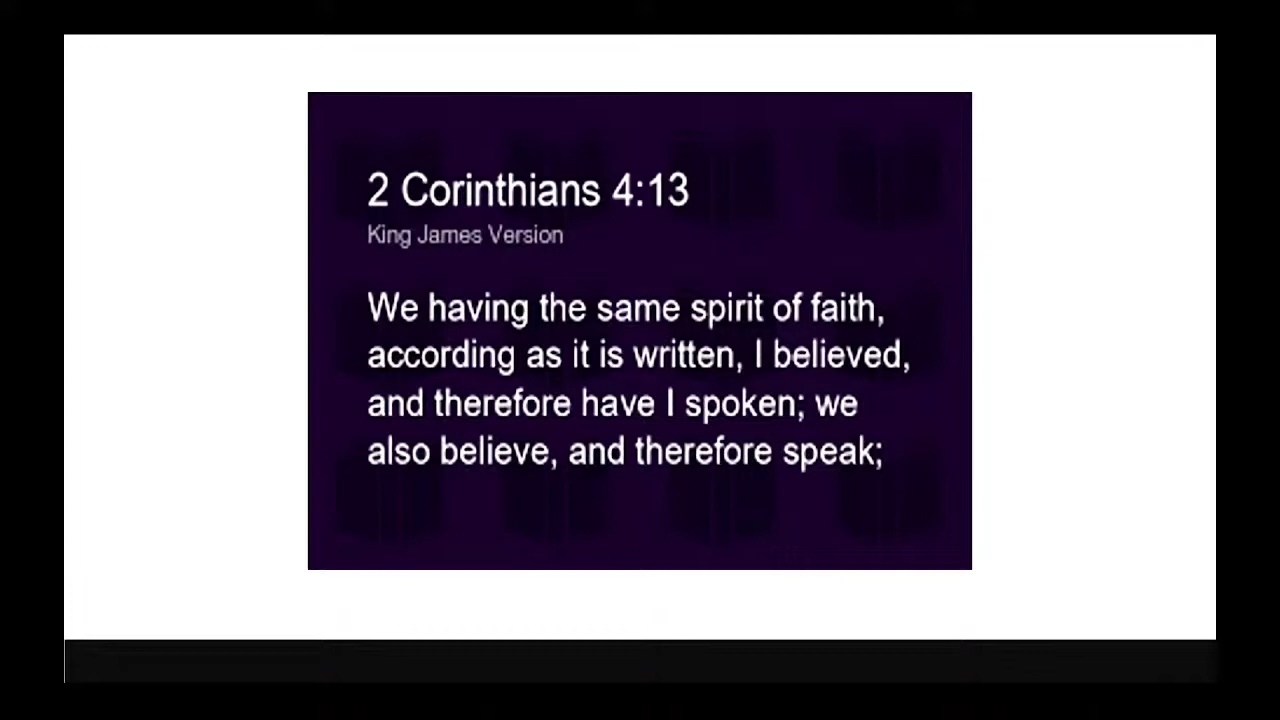 2 Corinthians 4:13
King James Version
We having the same spirit of faith,
according as it is written, I believed,
and therefore have I spoken; we
also believe, and therefore speak;